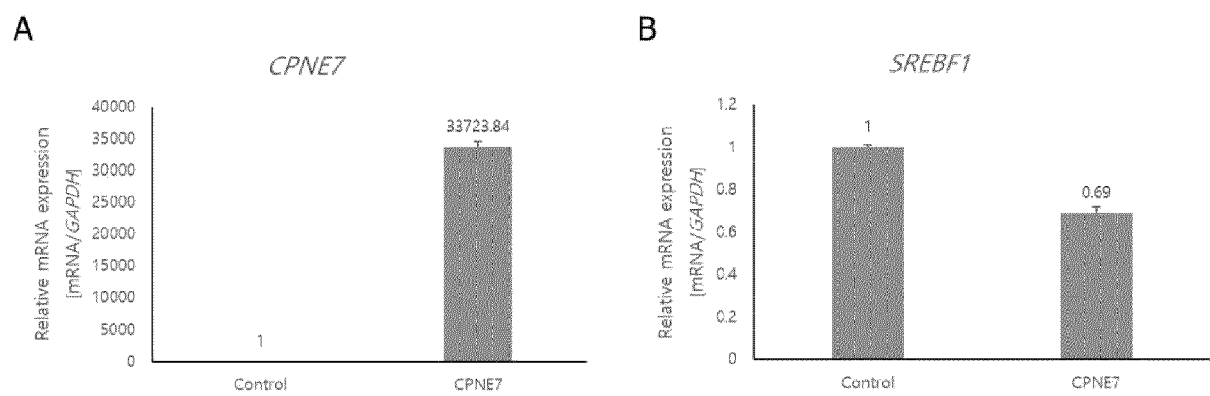 A
CPNE7
Relative mRNA expression
[mRNA/GAPDH]
40000
35000
30000
25000
20000
15000
10000
5000
0
1
33723.84
Control
CPNE7
B
SREBF1
Relative mRNA expression
[mRNA/GAPDH]
1.2
1
0.8
0.6
0.4
0.2
0
1
0.69
Control
CPNE7